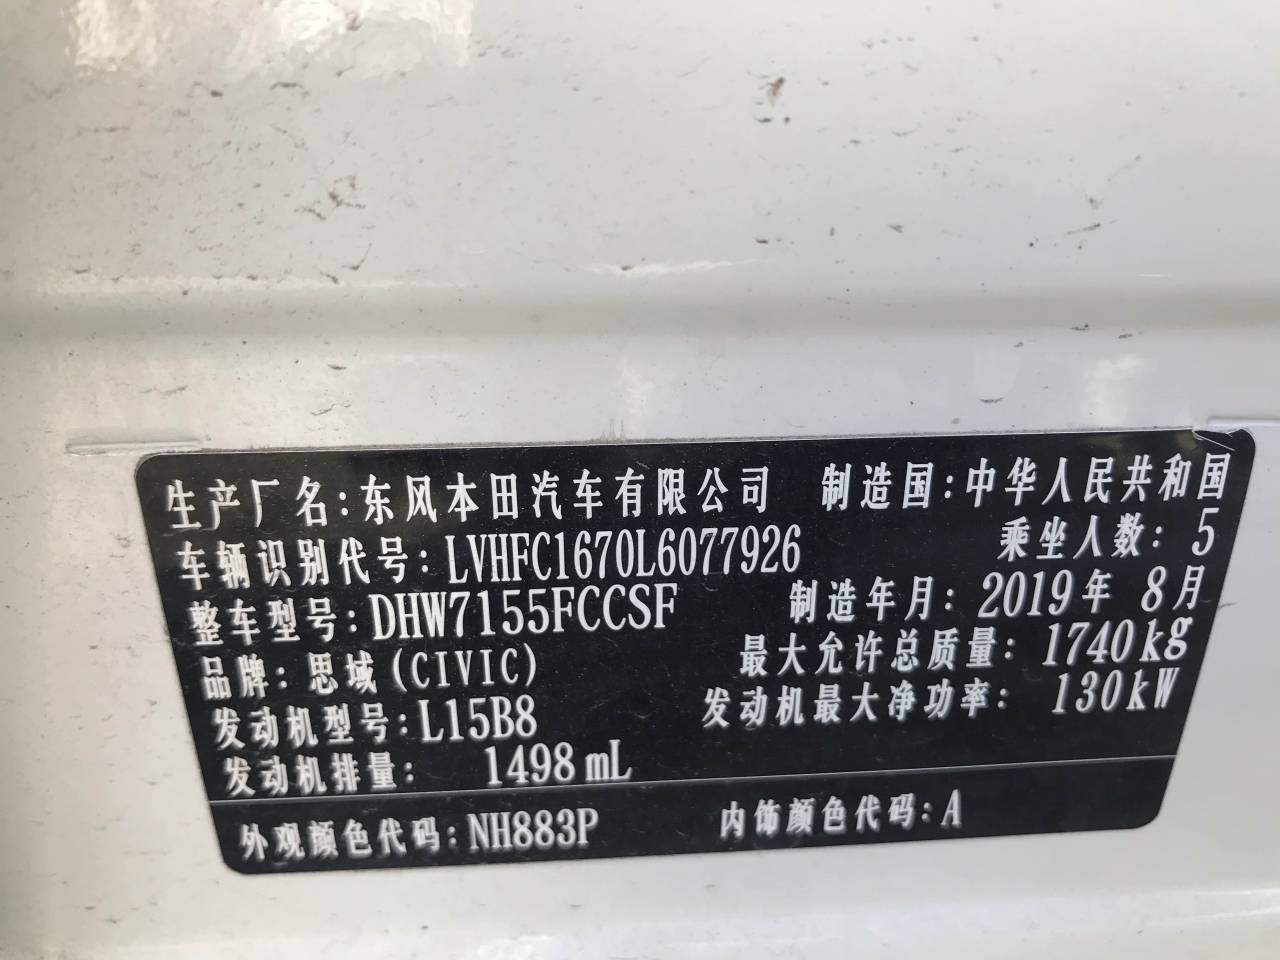 生产厂名:东风本田汽车有限公司 制造国:中华人民共和国
车辆识别代号:LVHFC1670L6077926 乘坐人数:5
整车型号:DHW7155FCCSF 制造年月:2019年 8月
品牌:思域(CIVIC) 最大允许总质量:1740kg
发动机型号:L15B8 发动机最大净功率:130kW
发动机排量: 1498mL
外观颜色代码:NH883P 内饰颜色代码:A